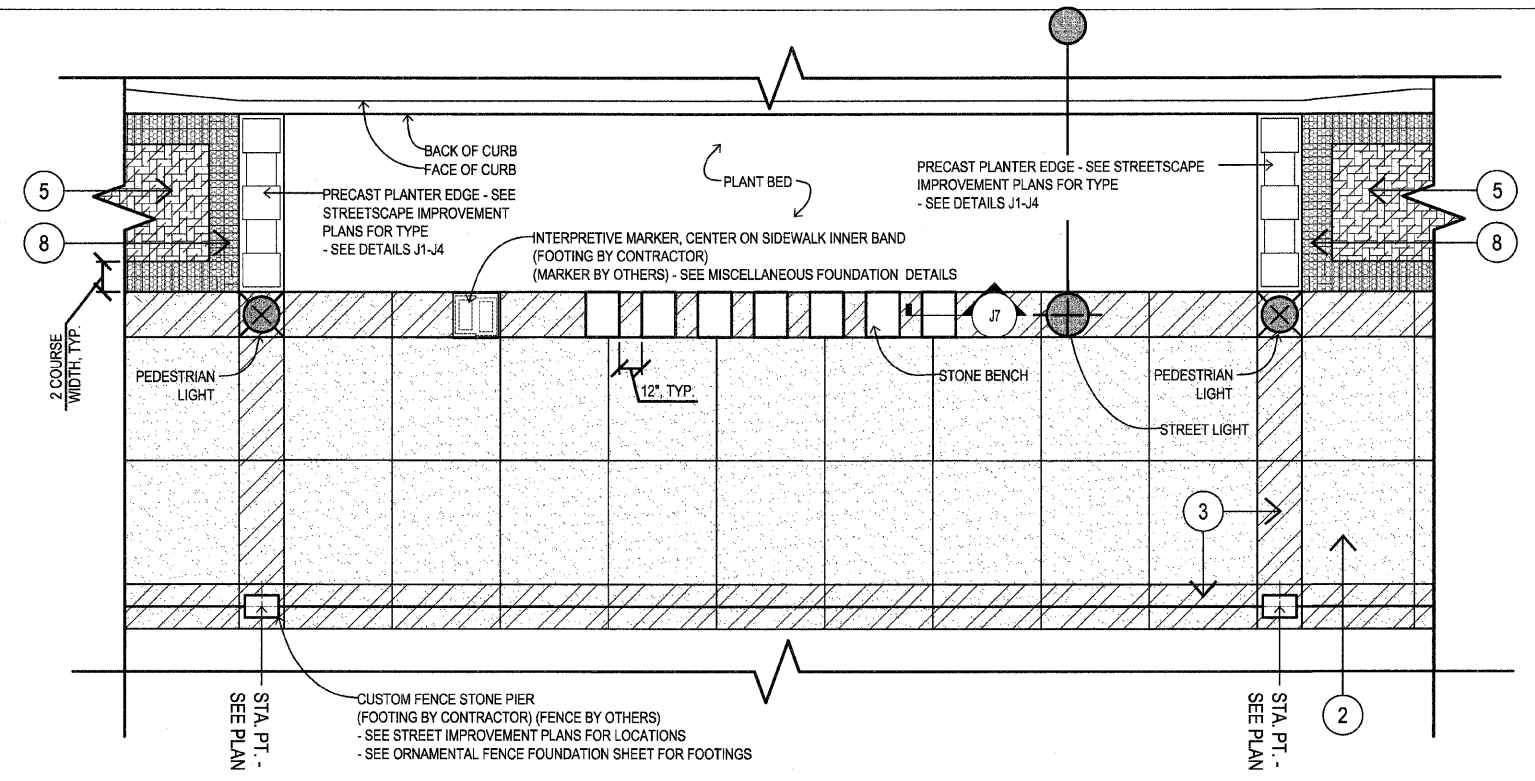 BACK OF CURB
FACE OF CURB
PRECAST PLANTER EDGE - SEE
STREETSCAPE IMPROVEMENT
PLANS FOR TYPE
- SEE DETAILS J1-J4
PLANT BED
PRECAST PLANTER EDGE - SEE STREETSCAPE
IMPROVEMENT PLANS FOR TYPE
- SEE DETAILS J1-J4
5
8
5
8
INTERPRETIVE MARKER, CENTER ON SIDEWALK INNER BAND
(FOOTING BY CONTRACTOR)
(MARKER BY OTHERS) - SEE MISCELLANEOUS FOUNDATION DETAILS
2 COURSE
WIDTH, TYP.
J7
PEDESTRIAN
LIGHT
12", TYP.
STONE BENCH
PEDESTRIAN
LIGHT
STREET LIGHT
3
2
STA. PT. -
SEE PLAN
CUSTOM FENCE STONE PIER
(FOOTING BY CONTRACTOR) (FENCE BY OTHERS)
- SEE STREET IMPROVEMENT PLANS FOR LOCATIONS
- SEE ORNAMENTAL FENCE FOUNDATION SHEET FOR FOOTINGS
STA. PT. -
SEE PLAN